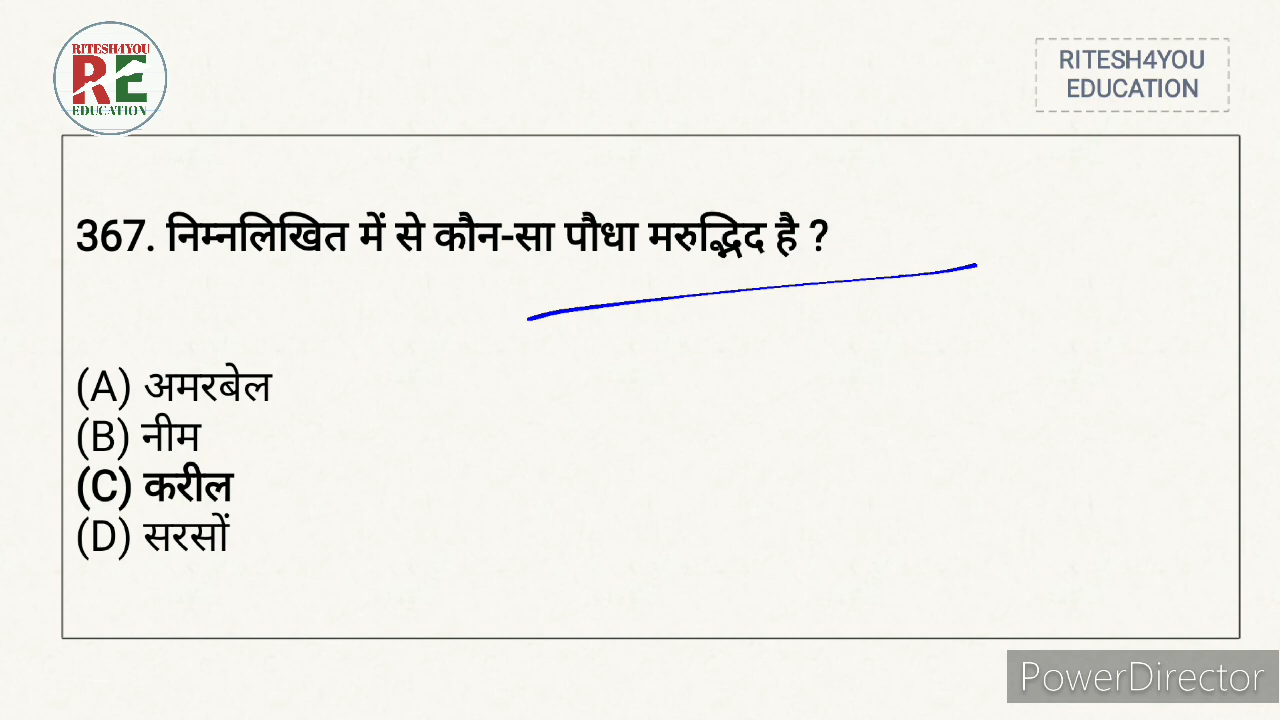 RITESH4YOU
RE
EDUCATION
RITESH4YOU
EDUCATION
367. निम्नलिखित में से कौन-सा पौधा मरुद्भिद है ?
(A) अमरबेल
(B) नीम
(C) करील
(D) सरसों
PowerDirector